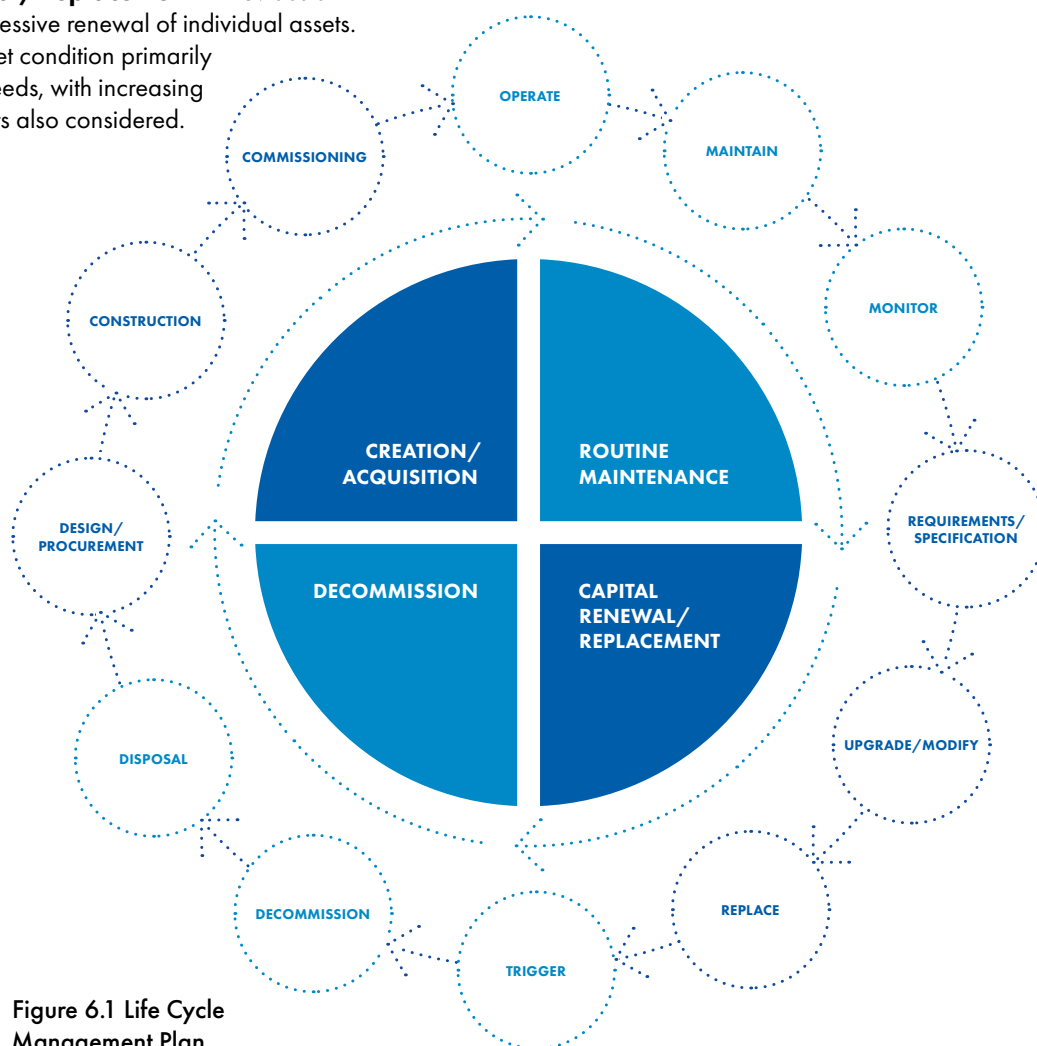 essive renewal of individual assets.
et condition primarily
eeds, with increasing
s also considered.
OPERATE
MAINTAIN
MONITOR
REQUIREMENTS/
SPECIFICATION
UPGRADE/MODIFY
REPLACE
TRIGGER
DECOMMISSION
DISPOSAL
DESIGN/
PROCUREMENT
CONSTRUCTION
COMMISSIONING
CREATION/
ACQUISITION
ROUTINE
MAINTENANCE
DECOMMISSION
CAPITAL
RENEWAL/
REPLACEMENT
Figure 6.1 Life Cycle
Management Plan